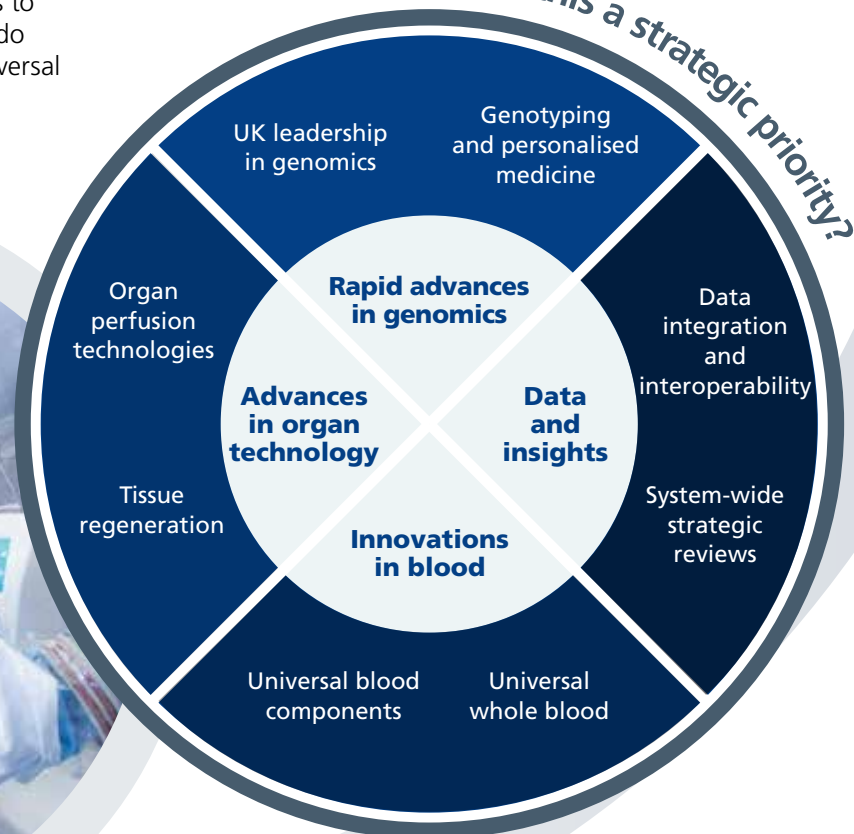 to
do
versal
a strategic priority?
UK leadership
in genomics
Genotyping
and personalised
medicine
Rapid advances
in genomics
Organ
perfusion
technologies
Tissue
regeneration
Advances
in organ
technology
Data
and
insights
Data
integration
and
interoperability
System-wide
strategic
reviews
Innovations
in blood
Universal blood
components
Universal
whole blood